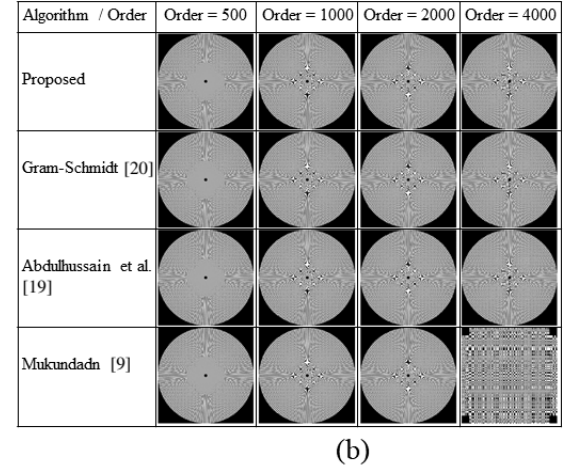 Algorithm / Order Order = 500 Order = 1000 Order = 2000 Order = 4000
Proposed
Gram-Schmidt [20]
Abdulhussain et al.
[19]
Mukundadn [9]
(b)